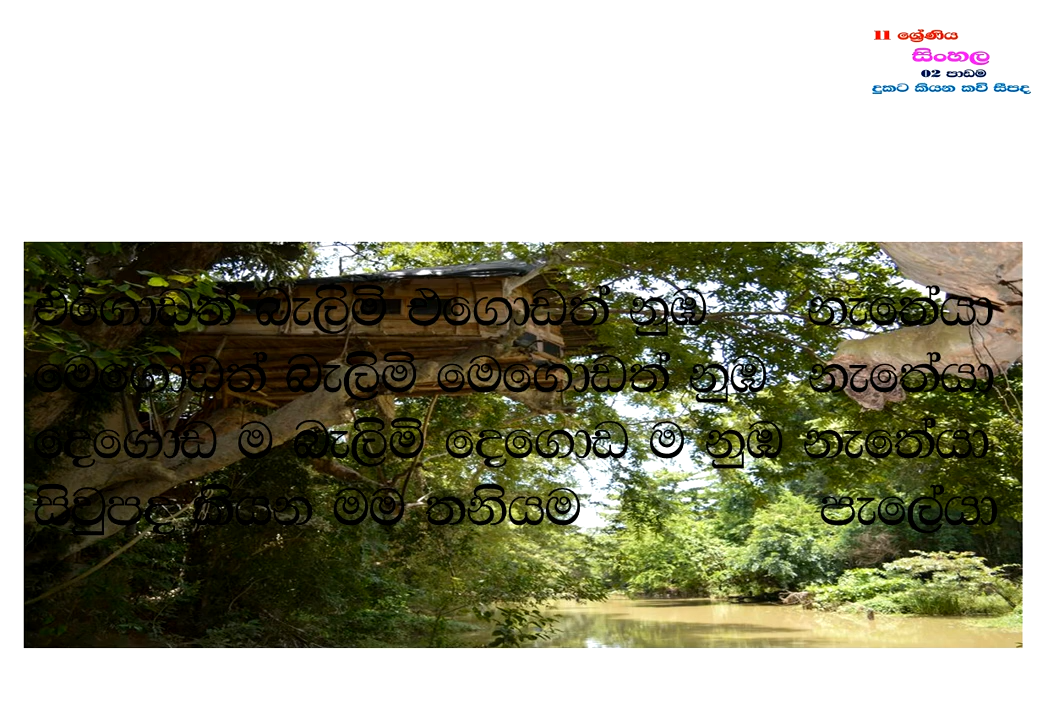 11 ශ්‍රේණිය
සිංහල
02 පාඩම
දුකට කියන කවි සීපද
එගොඩත් බැලිමි එගොඩත් නුඹ නැතේයා
මෙගොඩත් බැලිමි මෙගොඩත් නුඹ නැතේයා
දෙගොඩ ම බැලිමි දෙගොඩ ම නුඹ නැතේයා
සිවුපද කියන මම තනියම පැලේයා